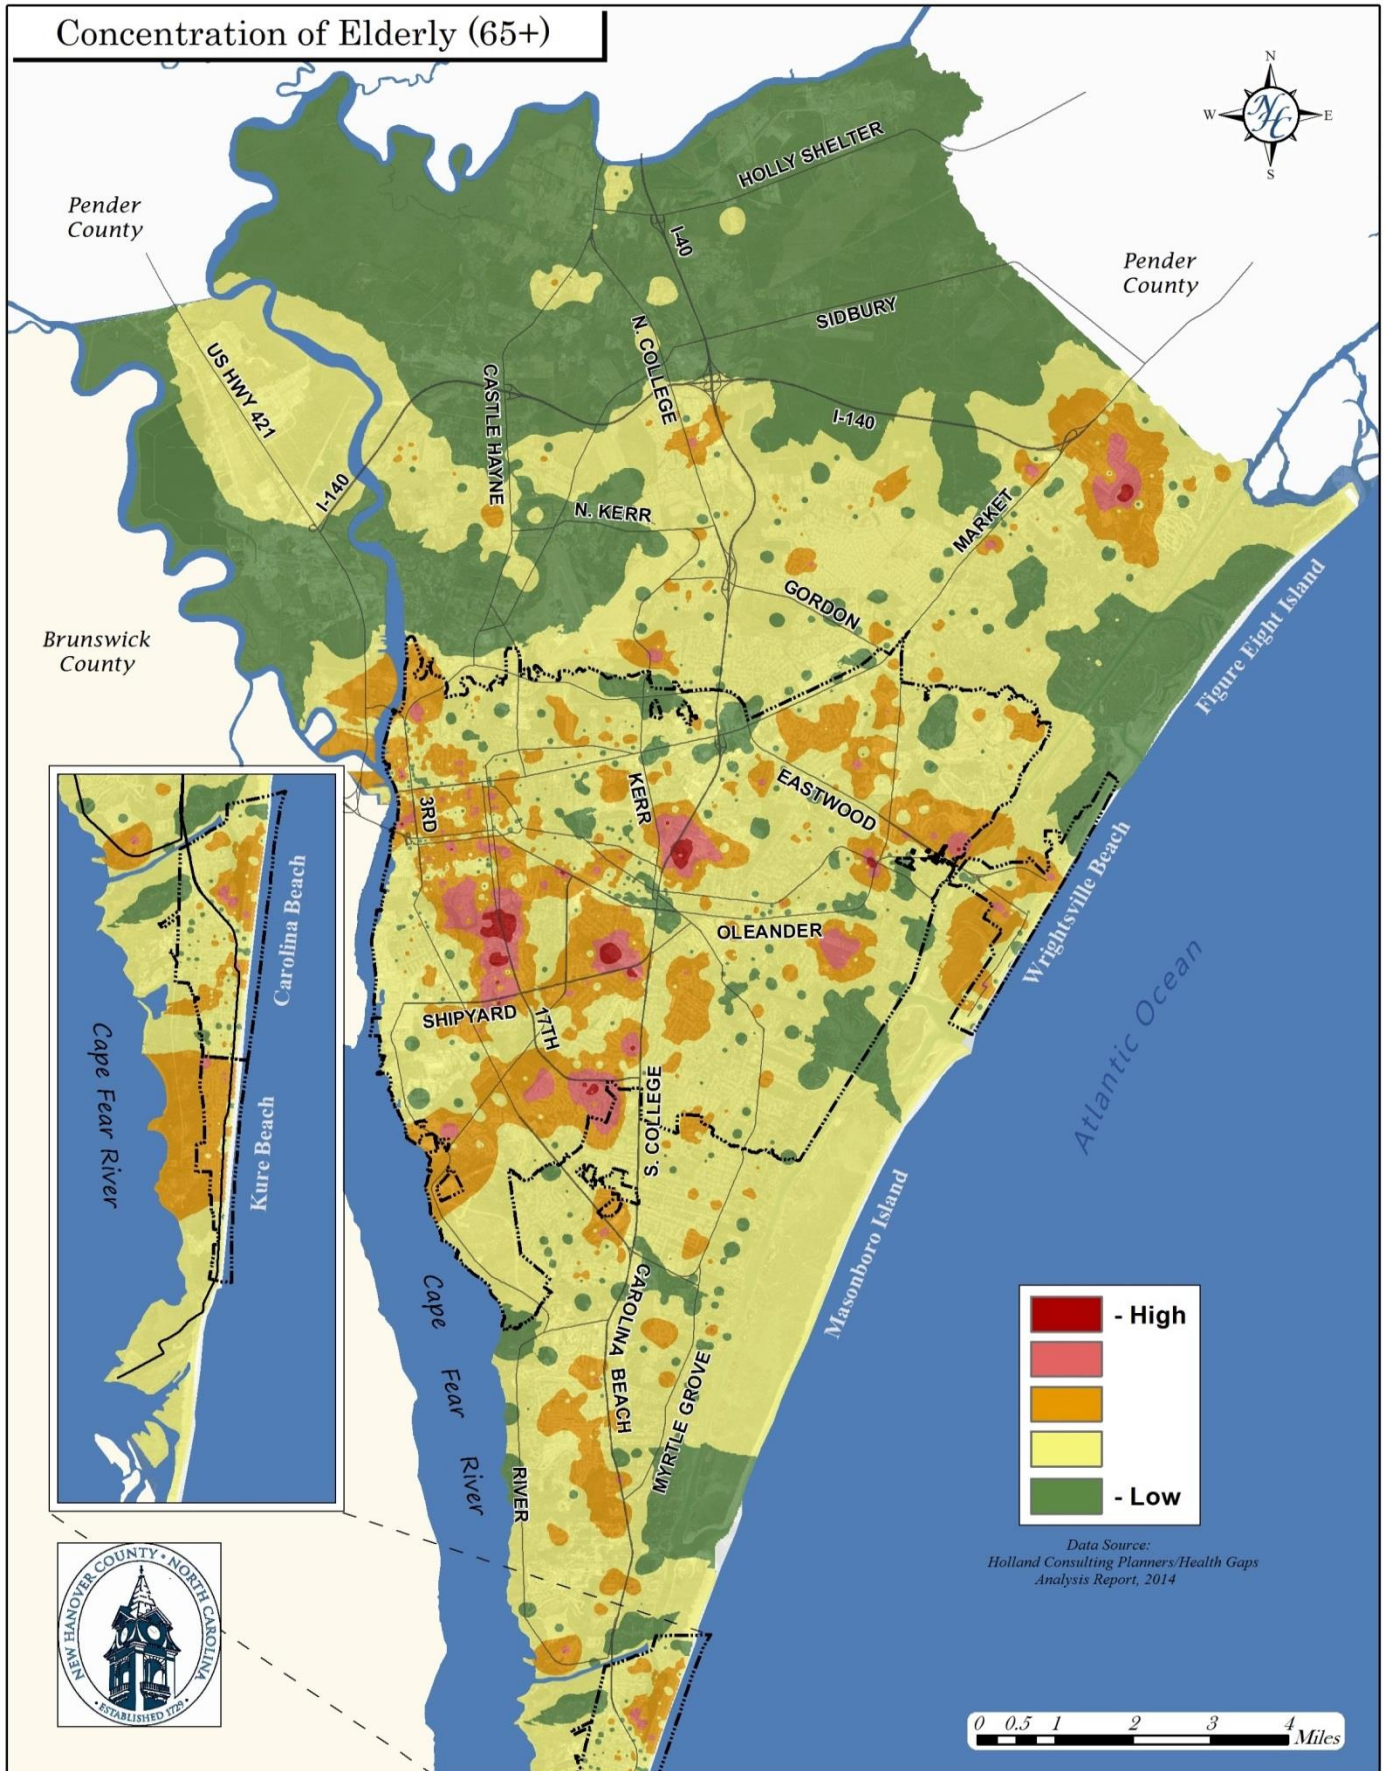 Concentration of Elderly (65+)
N
W
E
S
NH
Pender
County
HOLLY SHELTER
I-40
Pender
County
SIDBURY
N. COLLEGE
US HWY 421
CASTLE HAYNE
I-140
I-140
N. KERR
MARKET
GORDON
Figure Eight Island
Brunswick
County
KERR
3RD
EASTWOOD
Wrightsville Beach
OLEANDER
SHIPYARD
17TH
S. COLLEGE
Atlantic Ocean
Masonboro Island
Carolina Beach
Cape Fear River
Kure Beach
Cape
Fear
River
CAROLINA BEACH
MYRTLE GROVE
RIVER
- High
- Low
Data Source:
Holland Consulting Planners/Health Gaps
Analysis Report, 2014
NEW HANOVER COUNTY • NORTH CAROLINA
• ESTABLISHED 1729 •
0 0.5 1 2 3 4
Miles